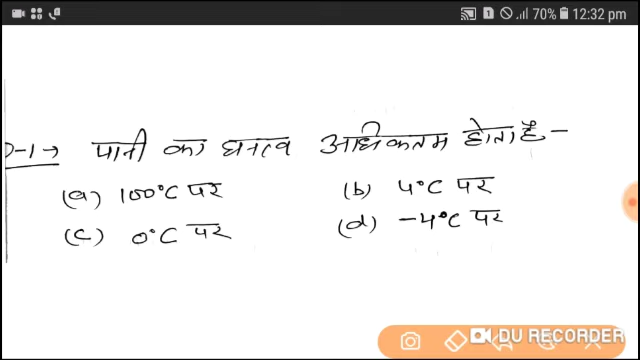 70% 12:32 pm
Q-1→ पानी का घनत्व अधिकतम होता है -
(a) 100°C पर (b) 4°C पर
(c) 0°C पर (d) -4°C पर
DU RECORDER